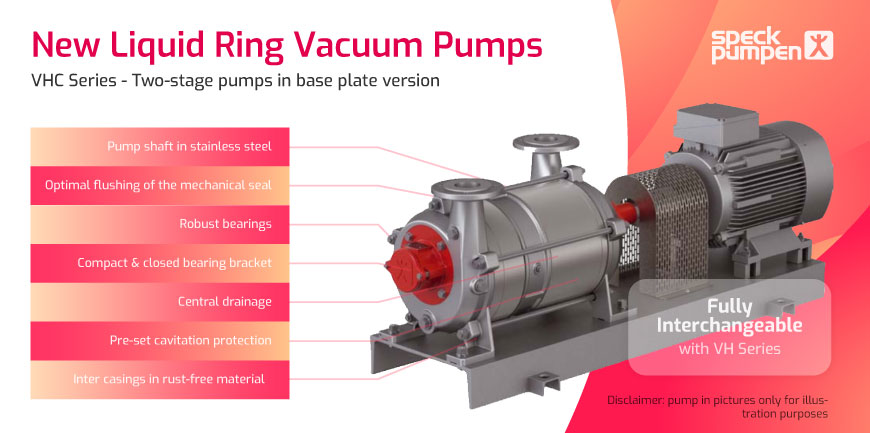 New Liquid Ring Vacuum Pumps
VHC Series - Two-stage pumps in base plate version
speck
pumpen
Pump shaft in stainless steel
Optimal flushing of the mechanical seal
Robust bearings
Compact & closed bearing bracket
Central drainage
Pre-set cavitation protection
Inter casings in rust-free material
Fully
Interchangeable
with VH Series
Disclaimer: pump in pictures only for illus-
tration purposes